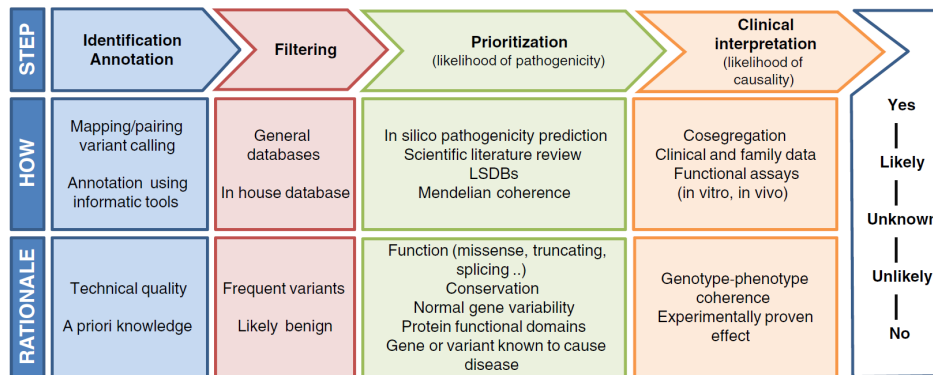 STEP
Identification
Annotation
Filtering
Prioritization
(likelihood of pathogenicity)
Clinical
interpretation
(likelihood of
causality)
HOW
Mapping/pairing
variant calling
Annotation using
informatic tools
General
databases
In house database
In silico pathogenicity prediction
Scientific literature review
LSDBs
Mendelian coherence
Cosegregation
Clinical and family data
Functional assays
(in vitro, in vivo)
RATIONALE
Technical quality
A priori knowledge
Frequent variants
Likely benign
Function (missense, truncating,
splicing ..)
Conservation
Normal gene variability
Protein functional domains
Gene or variant known to cause
disease
Genotype-phenotype
coherence
Experimentally proven
effect
Yes
Likely
Unknown
Unlikely
No